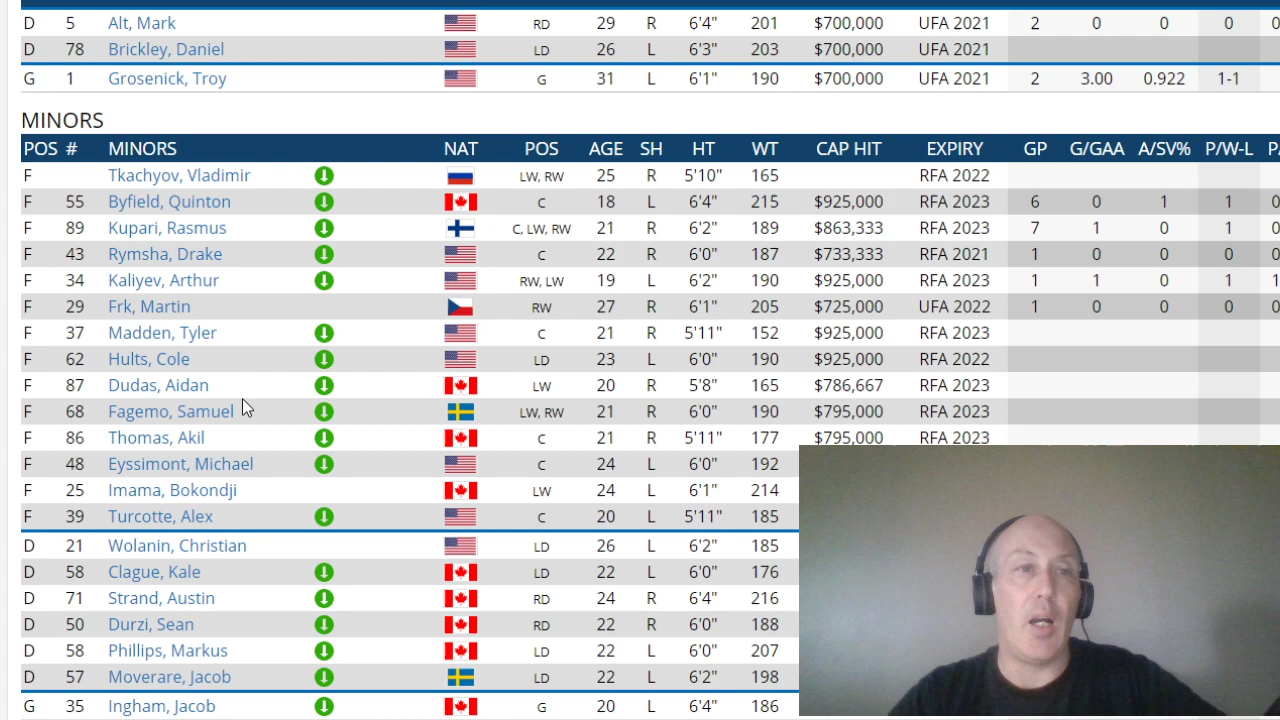 D 5 Alt, Mark RD 29 R 6'4" 201 $700,000 UFA 2021 2 0 0 0 0
D 78 Brickley, Daniel LD 26 L 6'3" 203 $700,000 UFA 2021
G 1 Grosenick, Troy G 31 L 6'1" 190 $700,000 UFA 2021 2 3.00 0.922 1-1
MINORS
POS # MINORS NAT POS AGE SH HT WT CAP HIT EXPIRY GP G/GAA A/SV% P/W-L
F Tkachyov, Vladimir LW, RW 25 R 5'10" 165 RFA 2022
F 55 Byfield, Quinton C 18 L 6'4" 215 $925,000 RFA 2023 6 0 1 1 0
F 89 Kupari, Rasmus C, LW, RW 21 R 6'2" 189 $863,333 RFA 2023 7 1 0 1 0
F 43 Rymsha, Drake C 22 R 6'0" 187 $733,333 RFA 2021 1 0 0 0 0
F 34 Kaliyev, Arthur RW, LW 19 L 6'2" 190 $925,000 RFA 2023 1 1 0 1 1
F 29 Frk, Martin RW 27 R 6'1" 205 $725,000 UFA 2022 1 0 0 0 0
F 37 Madden, Tyler C 21 R 5'11" 152 $925,000 RFA 2023
F 62 Hults, Cole LD 23 L 6'0" 190 $925,000 RFA 2022
F 87 Dudas, Aidan LW 20 R 5'8" 165 $786,667 RFA 2023
F 68 Fagemo, Samuel LW, RW 21 R 6'0" 190 $795,000 RFA 2023
F 86 Thomas, Akil C 21 R 5'11" 177 $795,000 RFA 2023
F 48 Eyssimont, Michael C 24 L 6'0" 192
F 25 Imama, Bokondji LW 24 L 6'1" 214
F 39 Turcotte, Alex C 20 L 5'11" 185
D 21 Wolanin, Christian LD 26 L 6'2" 185
D 58 Clague, Kale LD 22 L 6'0" 176
D 71 Strand, Austin RD 24 R 6'4" 216
D 50 Durzi, Sean RD 22 R 6'0" 188
D 58 Phillips, Markus LD 22 L 6'0" 207
D 57 Moverare, Jacob LD 22 L 6'2" 198
G 35 Ingham, Jacob G 20 L 6'4" 186